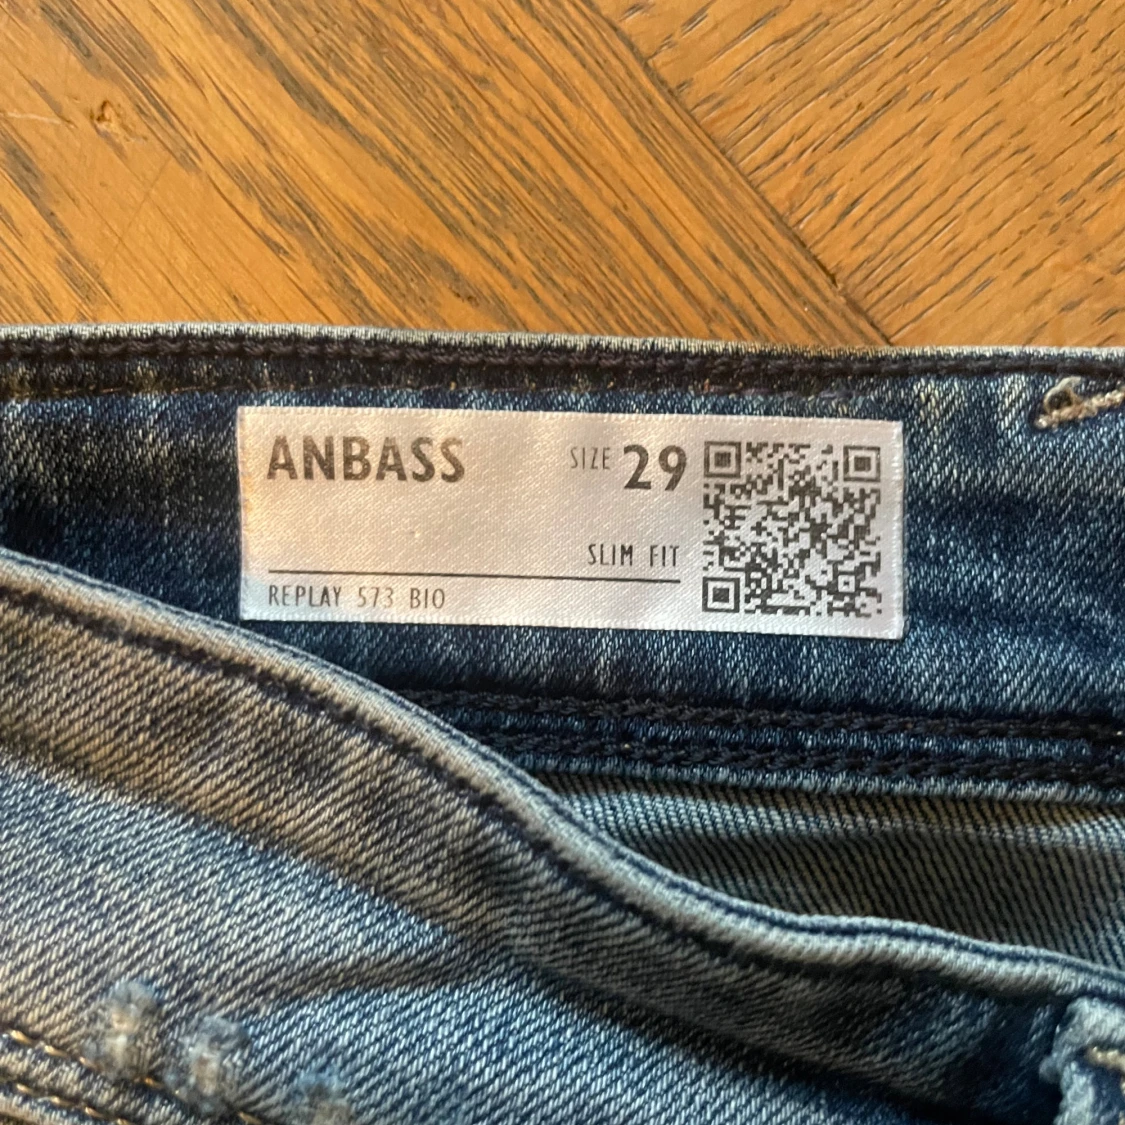 ANBASS
SIZE 29
SLIM FIT
REPLAY 573 BIO